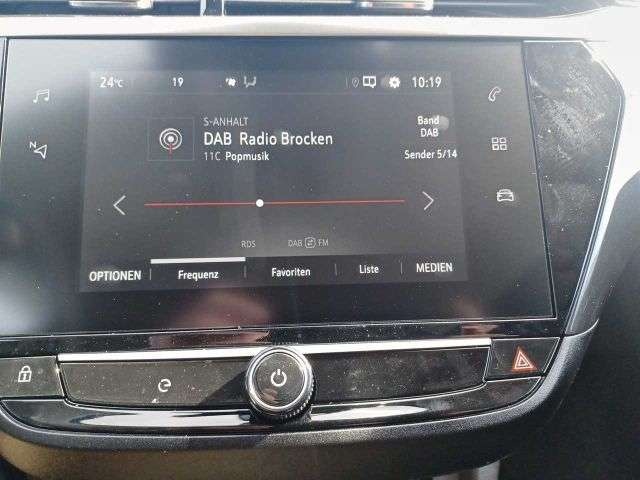 24°C 19 10:19
S-ANHALT
Band
DAB Radio Brocken
DAB
11C Popmusik
Sender 5/14
N
RDS DAB FM
OPTIONEN Frequenz Favoriten Liste MEDIEN